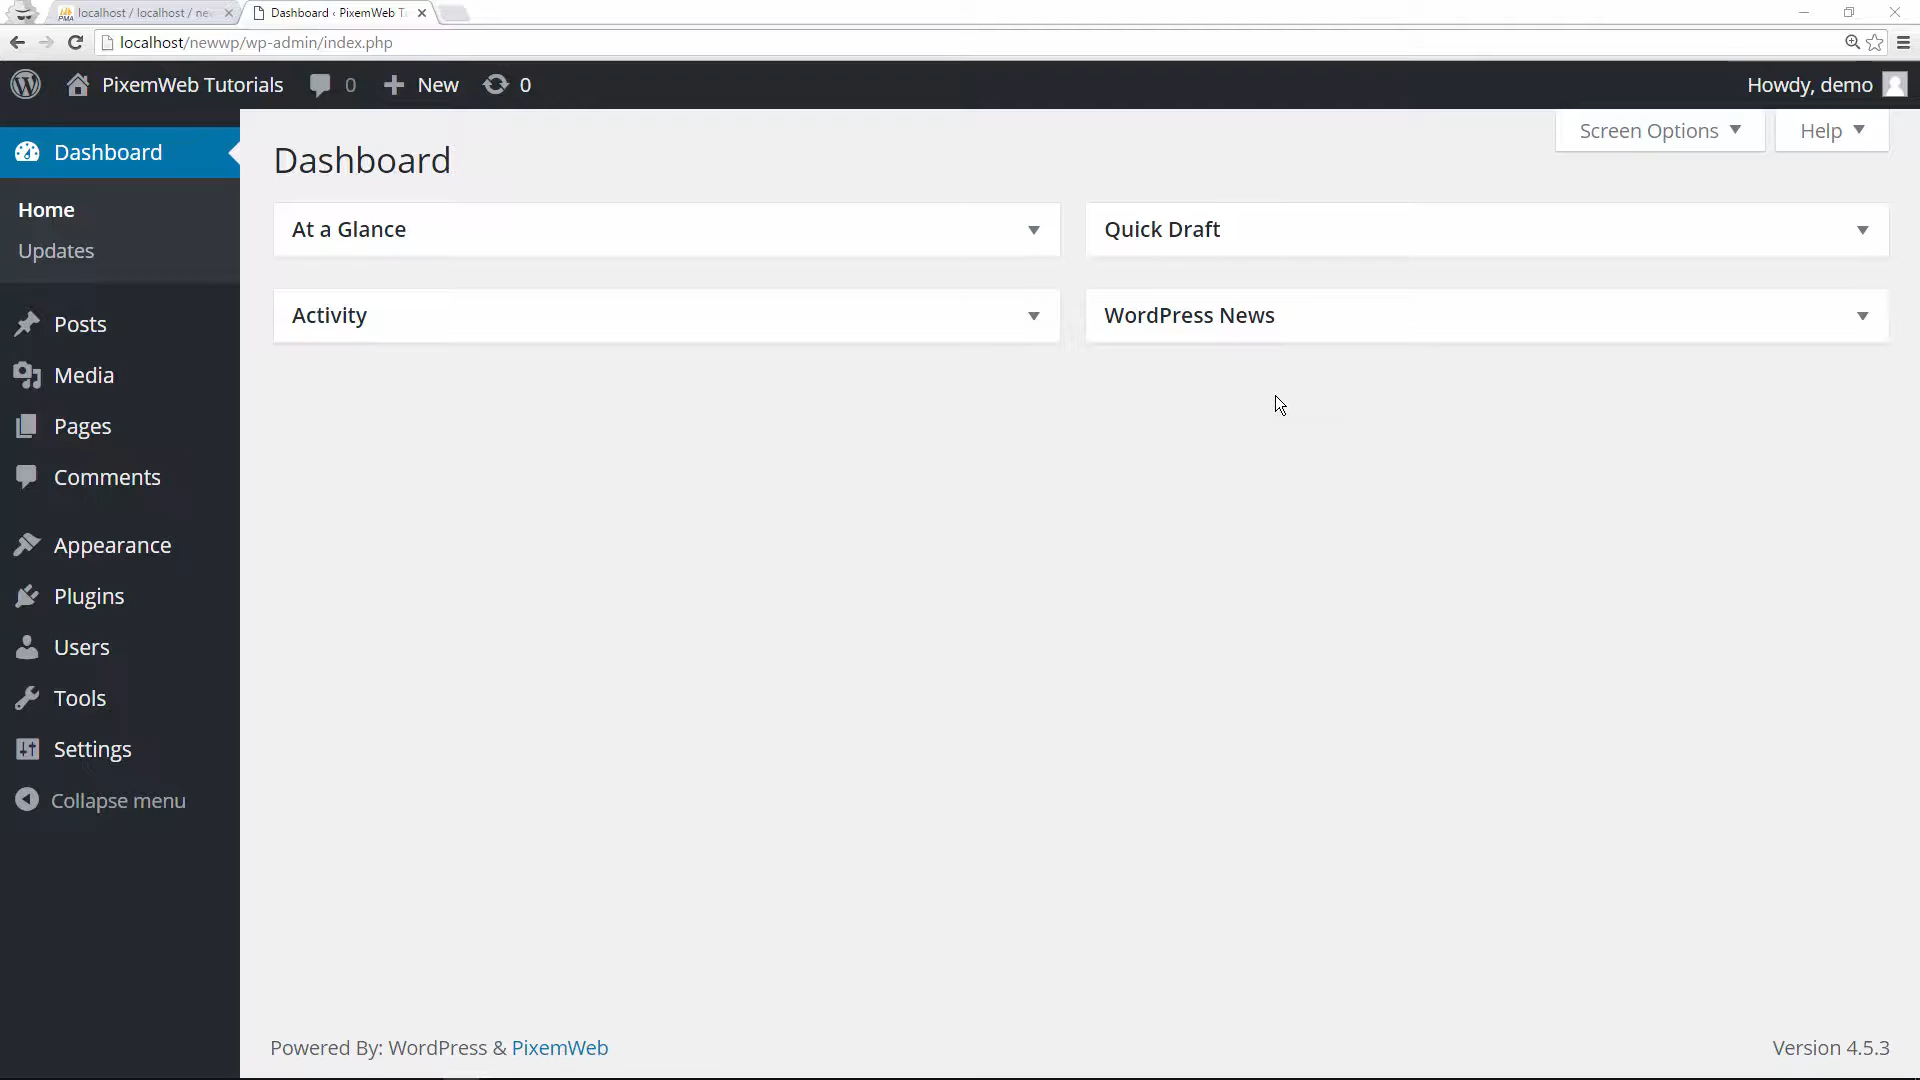 localhost / localhost / ne
Dashboard ‹ PixemWeb T
localhost/newwp/wp-admin/index.php
PixemWeb Tutorials 0 New 0 Howdy, demo
Screen Options Help
Dashboard
Dashboard
Home
Updates
At a Glance
Quick Draft
Activity
WordPress News
Posts
Media
Pages
Comments
Appearance
Plugins
Users
Tools
Settings
Collapse menu
Powered By: WordPress & PixemWeb
Version 4.5.3